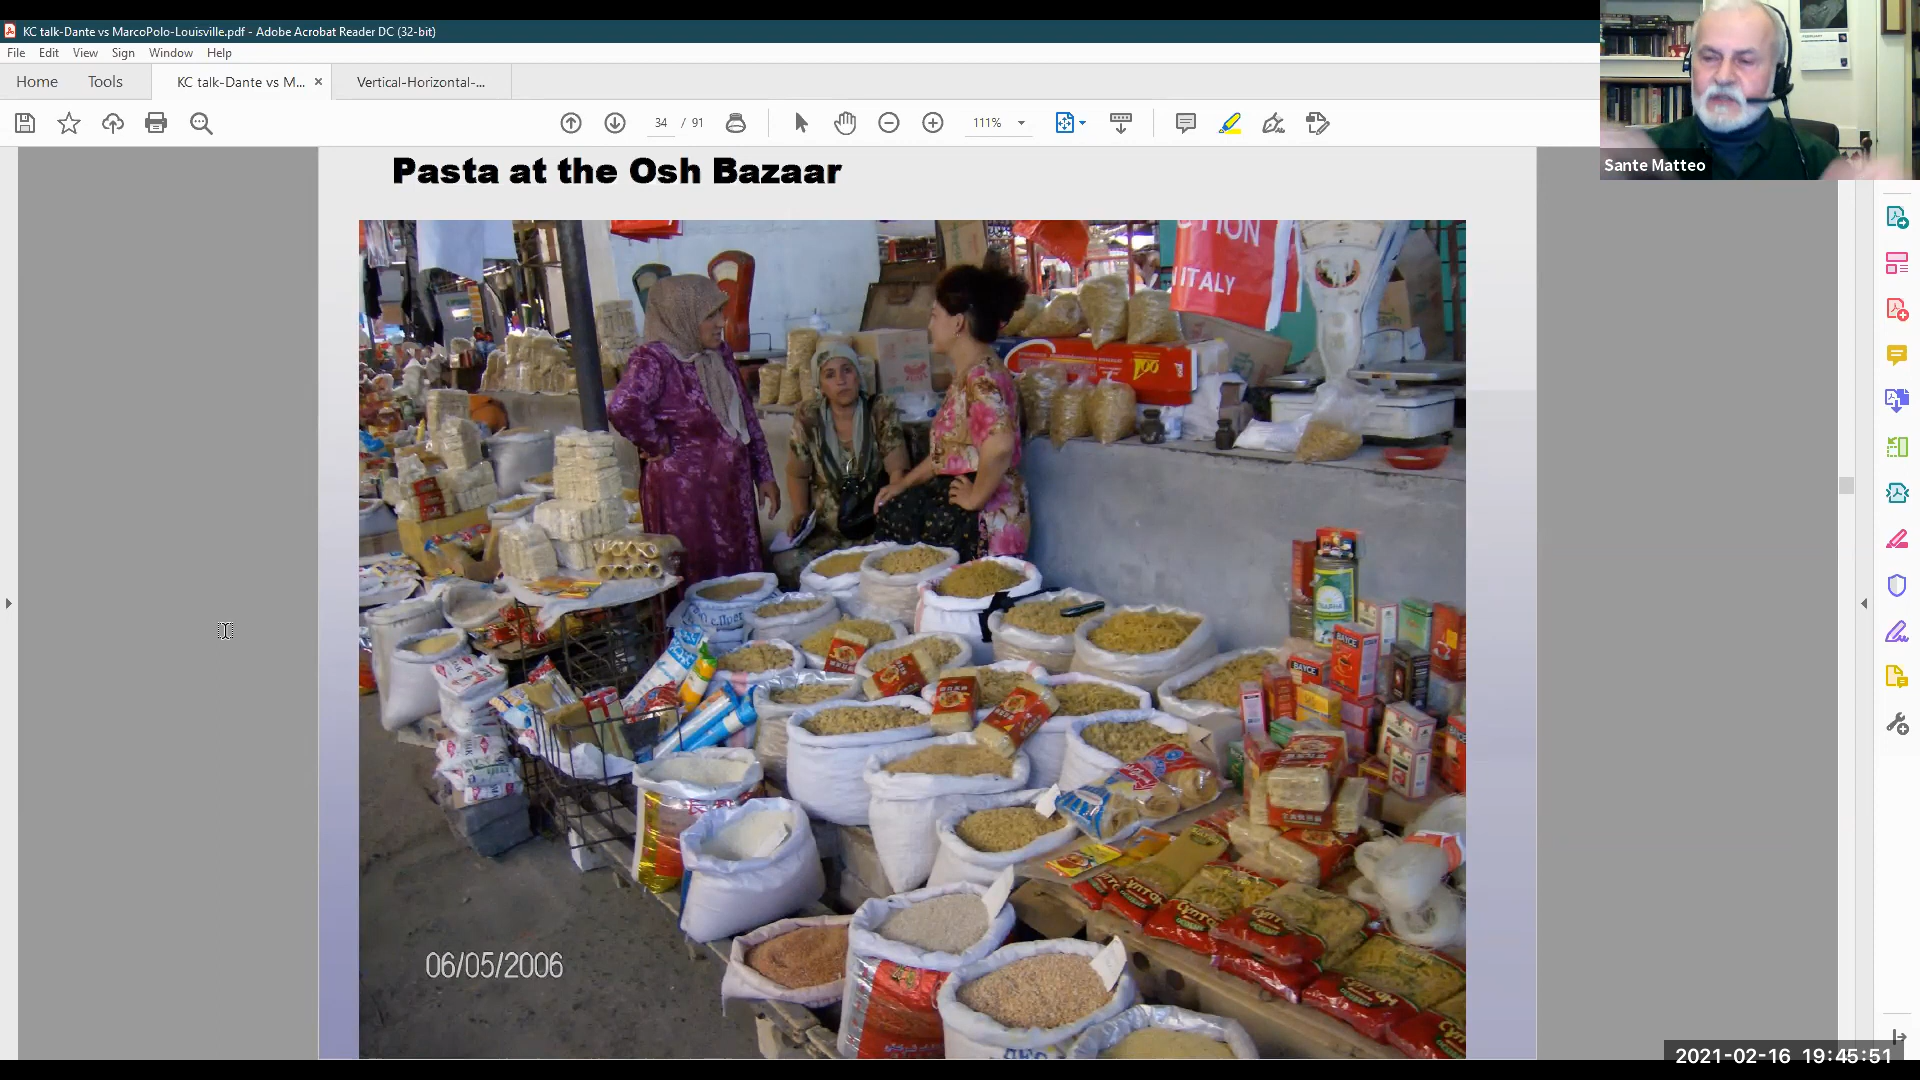 KC talk-Dante vs MarcoPolo-Louisville.pdf - Adobe Acrobat Reader DC (32-bit)
File Edit View Sign Window Help
Home Tools KC talk-Dante vs M... × Vertical-Horizontal-...
34 / 91 111%
Sante Matteo
Pasta at the Osh Bazaar
ITALY
BAYCE
BAYCE
06/05/2006
2021-02-16 19:45:51